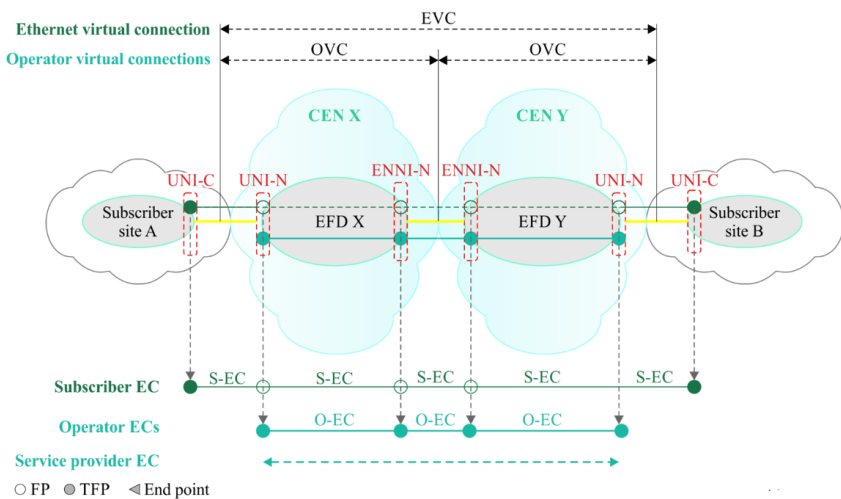 EVC
Ethernet virtual connection
OVC OVC
Operator virtual connections
CEN X CEN Y
UNI-C UNI-N ENNI-N ENNI-N UNI-N UNI-C
Subscriber site A
EFD X EFD Y
Subscriber site B
S-EC S-EC S-EC S-EC S-EC
Subscriber EC
O-EC O-EC O-EC
Operator ECs
Service provider EC
FP TFP End point